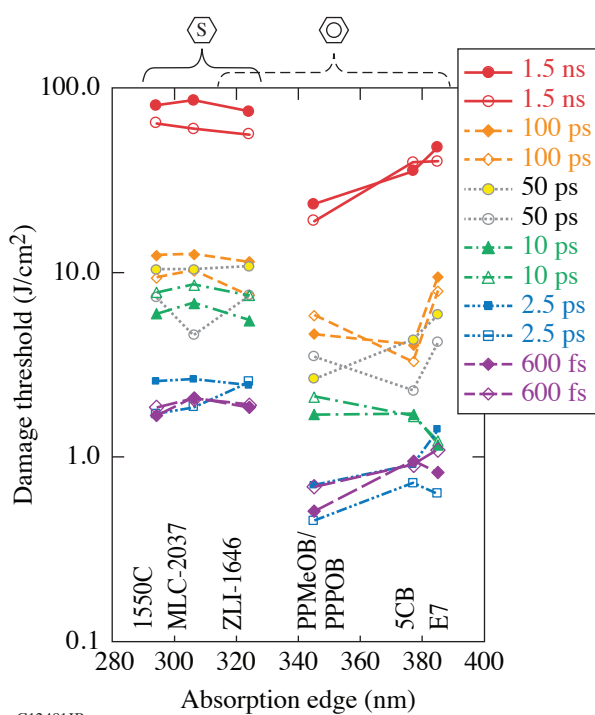 S
100.0
10.0
1.0
0.1
Damage threshold (J/cm²)
1550C
MLC-2037
ZLI-1646
PPMeOB/
PPPOB
5CB
E7
280 300 320 340 360 380 400
Absorption edge (nm)
1.5 ns
1.5 ns
100 ps
100 ps
50 ps
50 ps
10 ps
10 ps
2.5 ps
2.5 ps
600 fs
600 fs